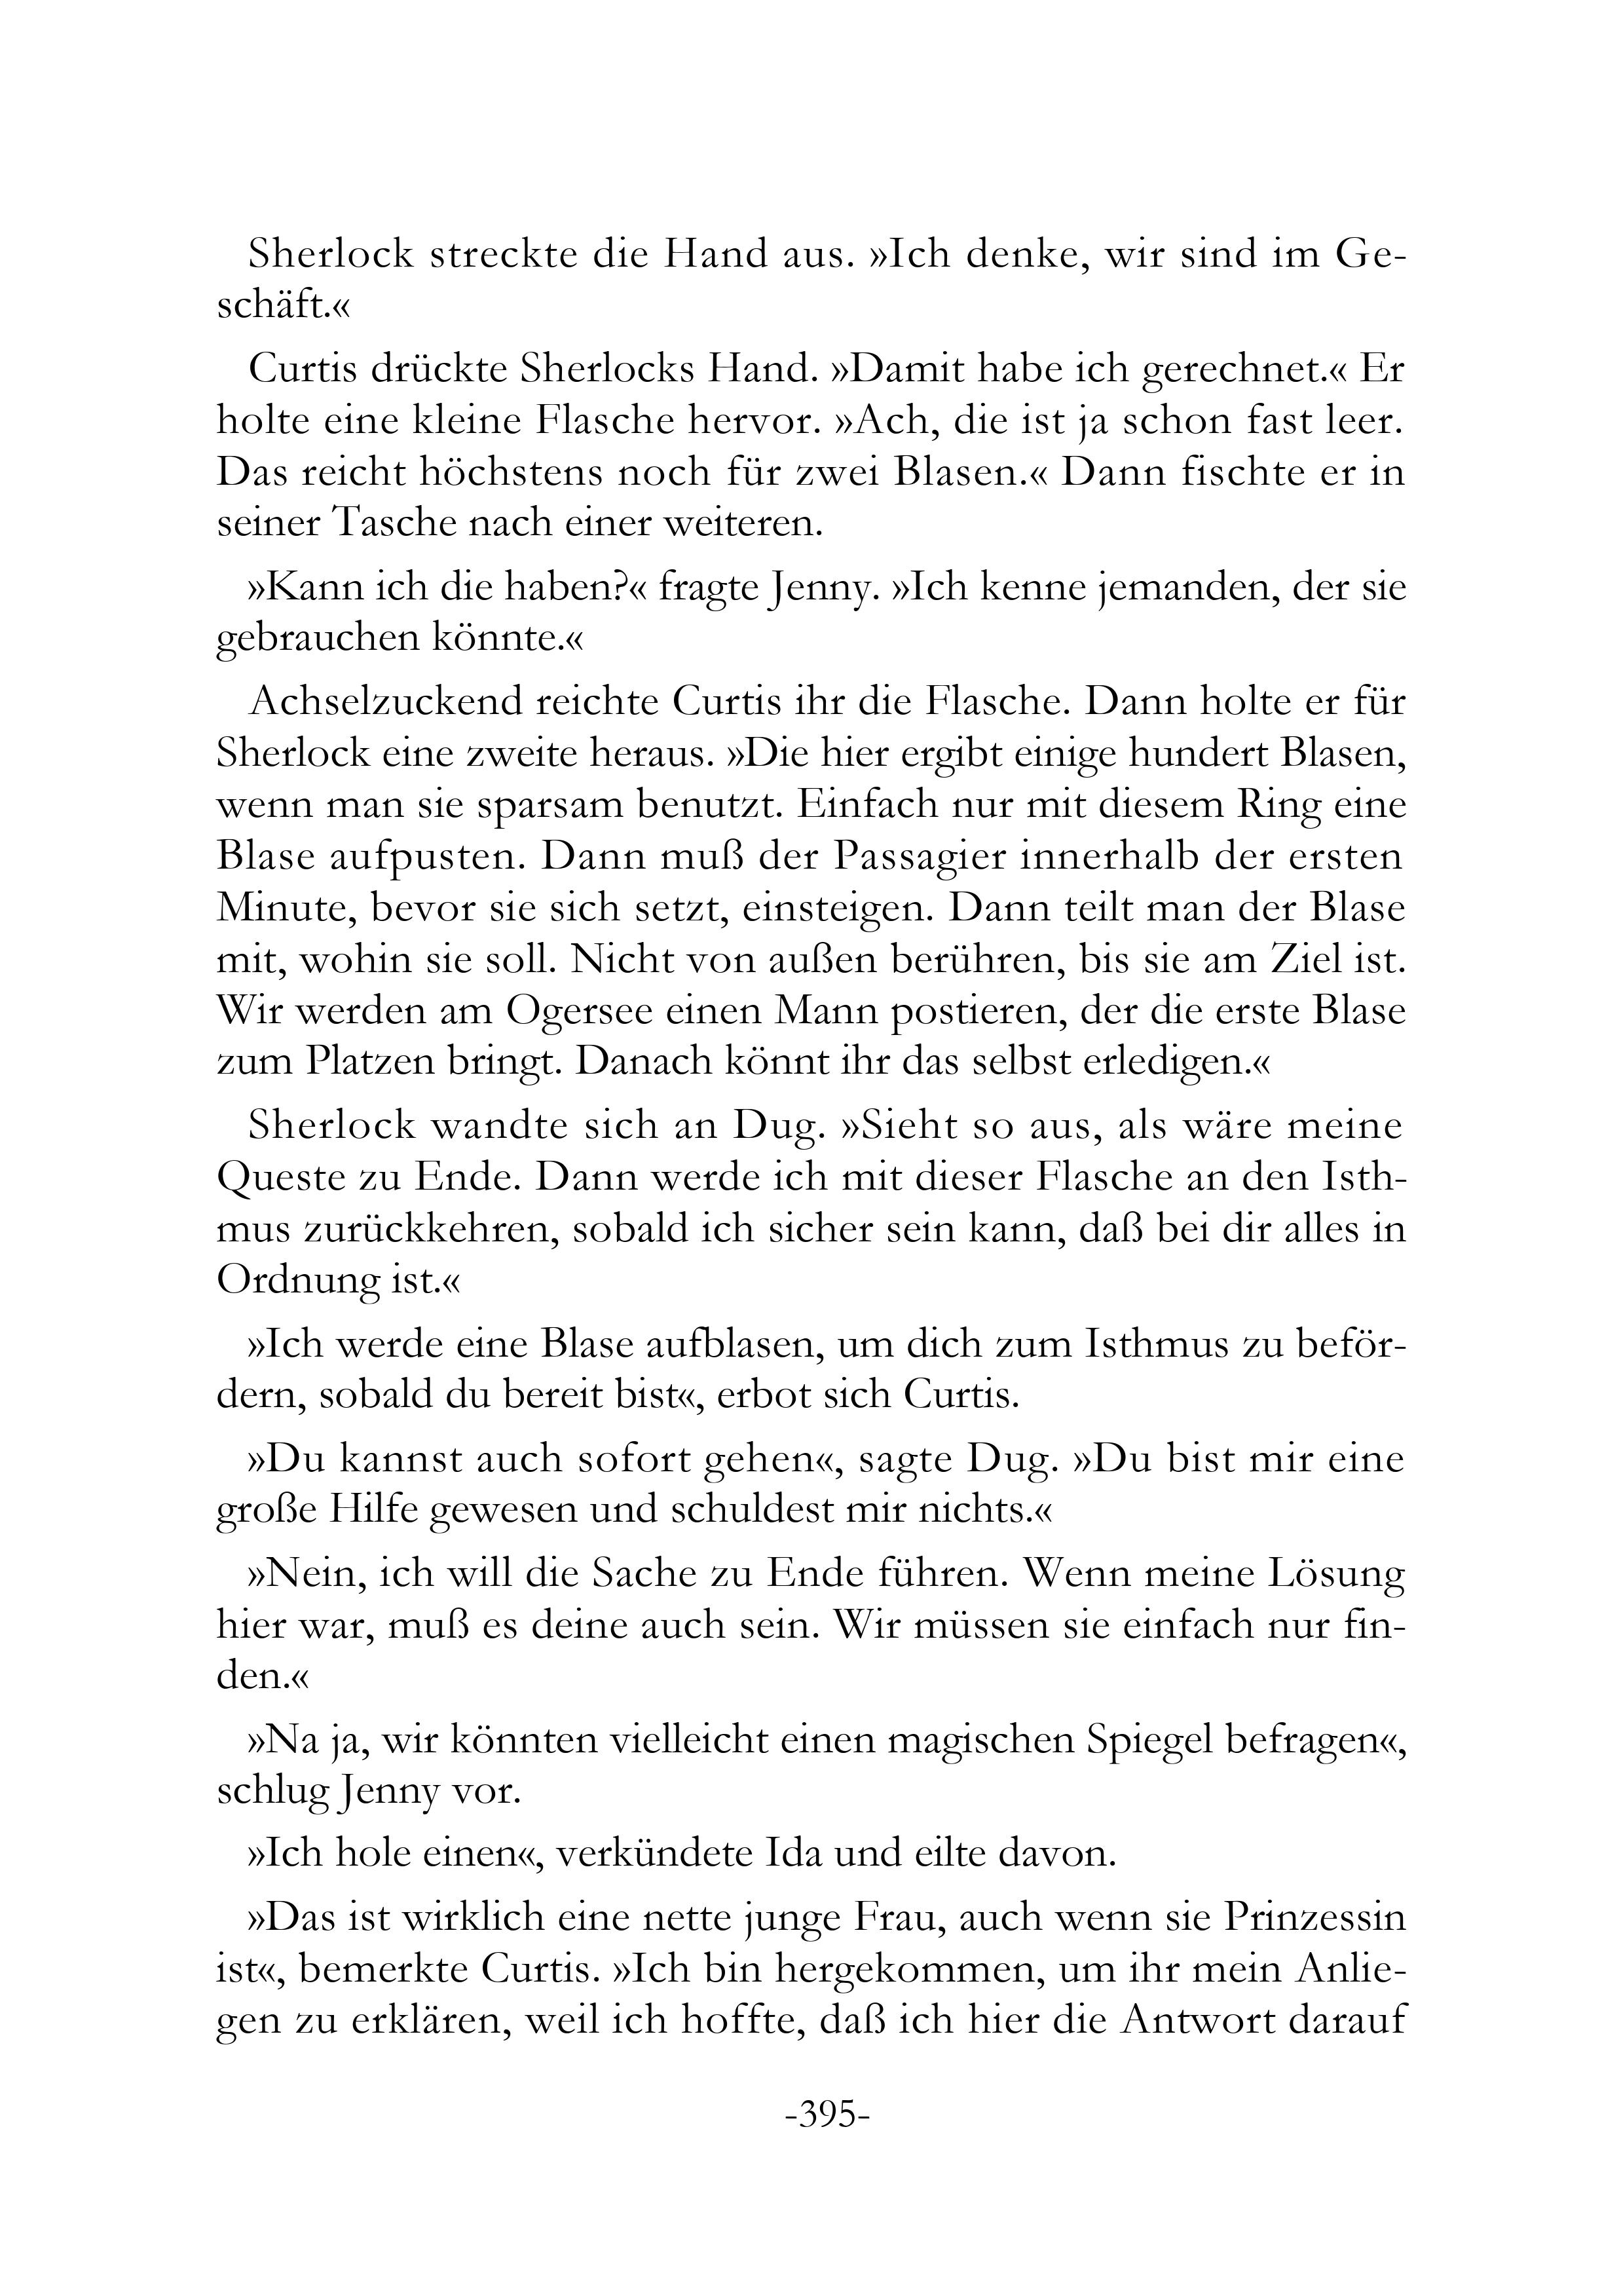 Sherlock streckte die Hand aus. »Ich denke, wir sind im Ge-
schäft.«
Curtis drückte Sherlocks Hand. »Damit habe ich gerechnet.« Er
holte eine kleine Flasche hervor. »Ach, die ist ja schon fast leer.
Das reicht höchstens noch für zwei Blasen.« Dann fischte er in
seiner Tasche nach einer weiteren.
»Kann ich die haben?« fragte Jenny. »Ich kenne jemanden, der sie
gebrauchen könnte.«
Achselzuckend reichte Curtis ihr die Flasche. Dann holte er für
Sherlock eine zweite heraus. »Die hier ergibt einige hundert Blasen,
wenn man sie sparsam benutzt. Einfach nur mit diesem Ring eine
Blase aufpusten. Dann muß der Passagier innerhalb der ersten
Minute, bevor sie sich setzt, einsteigen. Dann teilt man der Blase
mit, wohin sie soll. Nicht von außen berühren, bis sie am Ziel ist.
Wir werden am Ogersee einen Mann postieren, der die erste Blase
zum Platzen bringt. Danach könnt ihr das selbst erledigen.«
Sherlock wandte sich an Dug. »Sieht so aus, als wäre meine
Queste zu Ende. Dann werde ich mit dieser Flasche an den Isth-
mus zurückkehren, sobald ich sicher sein kann, daß bei dir alles in
Ordnung ist.«
»Ich werde eine Blase aufblasen, um dich zum Isthmus zu beför-
dern, sobald du bereit bist«, erbot sich Curtis.
»Du kannst auch sofort gehen«, sagte Dug. »Du bist mir eine
große Hilfe gewesen und schuldest mir nichts.«
»Nein, ich will die Sache zu Ende führen. Wenn meine Lösung
hier war, muß es deine auch sein. Wir müssen sie einfach nur fin-
den.«
»Na ja, wir könnten vielleicht einen magischen Spiegel befragen«,
schlug Jenny vor.
»Ich hole einen«, verkündete Ida und eilte davon.
»Das ist wirklich eine nette junge Frau, auch wenn sie Prinzessin
ist«, bemerkte Curtis. »Ich bin hergekommen, um ihr mein Anlie-
gen zu erklären, weil ich hoffte, daß ich hier die Antwort darauf
-395-